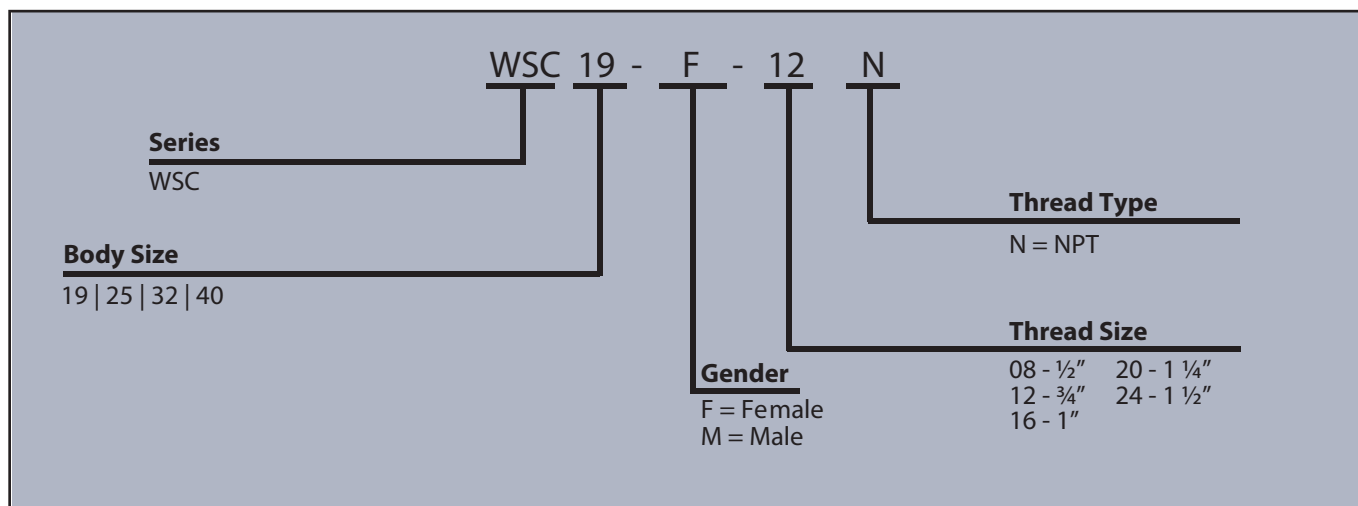 WSC 19 - F - 12 N
Series
WSC
Thread Type
N = NPT
Body Size
19 | 25 | 32 | 40
Thread Size
08 - ½” 20 - 1 ¼”
12 - ¾” 24 - 1 ½”
16 - 1”
Gender
F = Female
M = Male